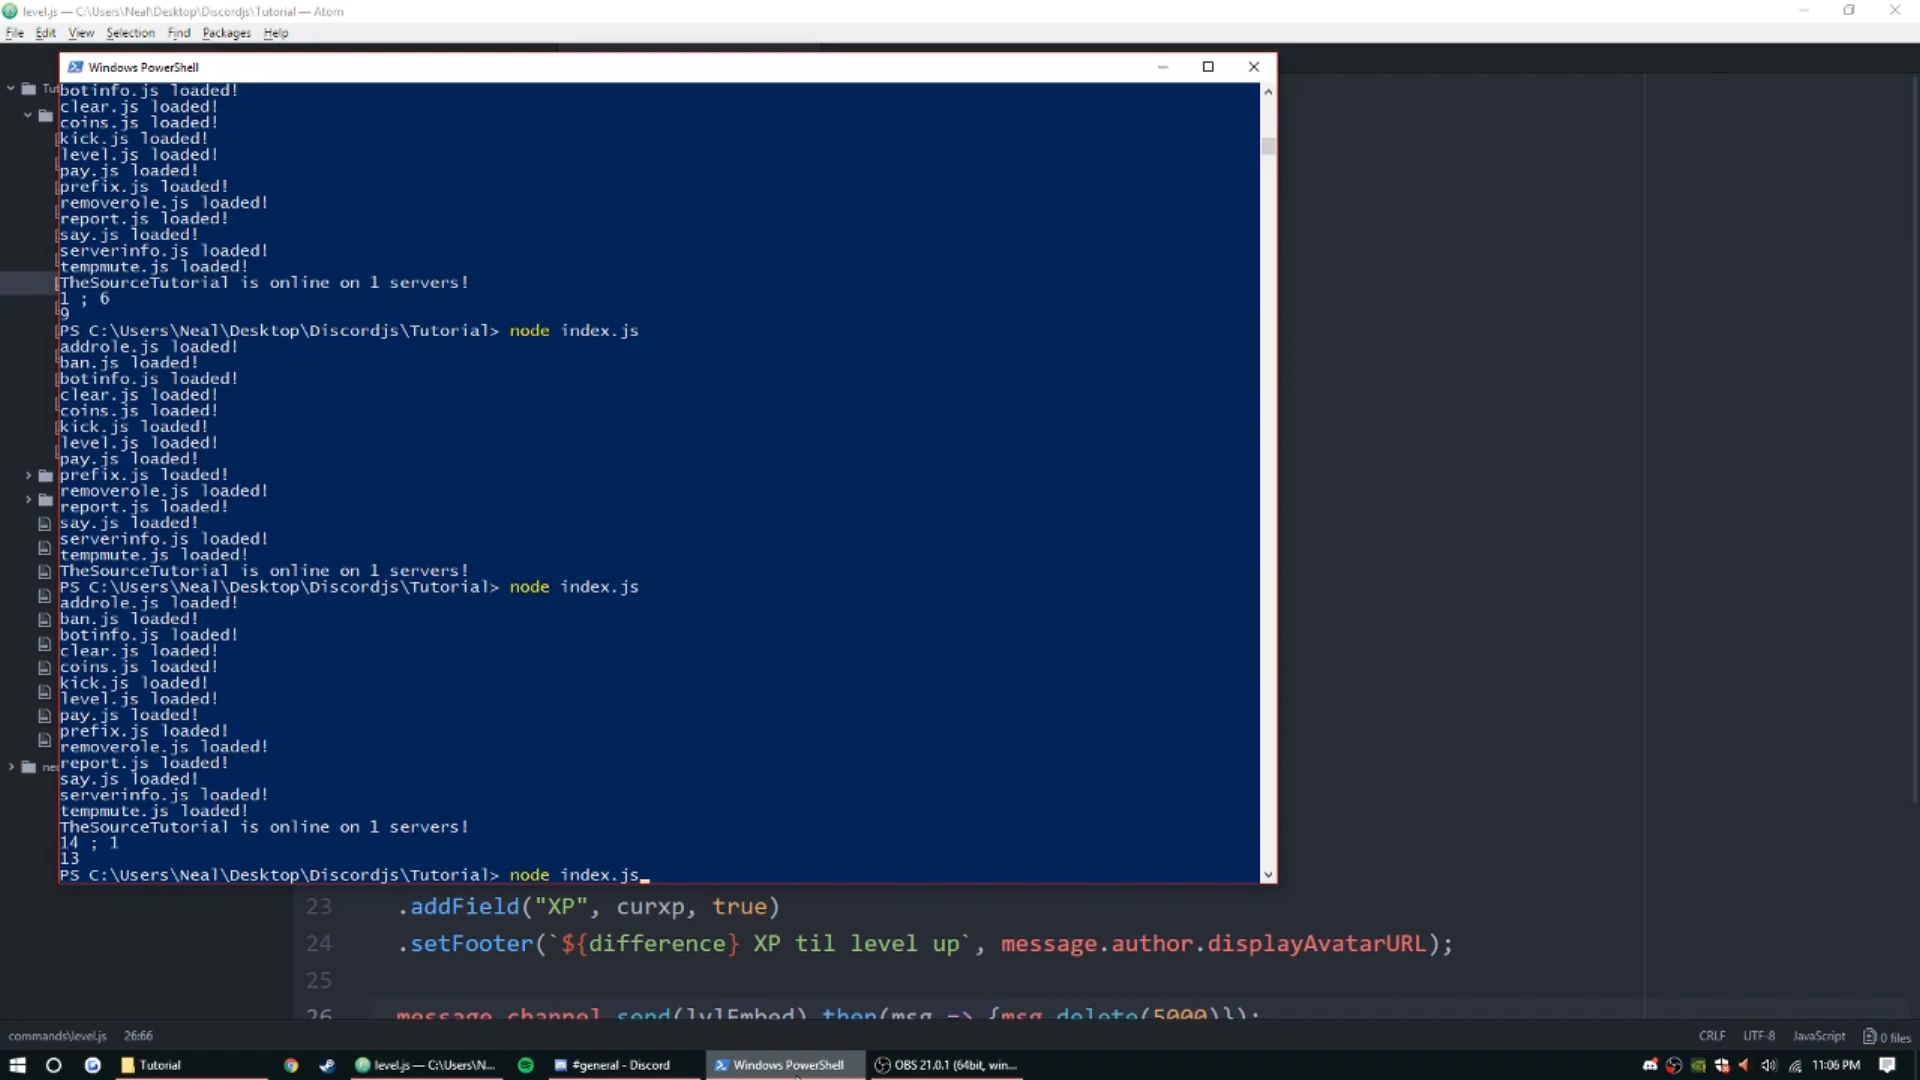 level.js — C:\Users\Neal\Desktop\Discordjs\Tutorial — Atom
File Edit View Selection Find Packages Help
Windows PowerShell
botinfo.js loaded!
clear.js loaded!
coins.js loaded!
kick.js loaded!
level.js loaded!
pay.js loaded!
prefix.js loaded!
removerole.js loaded!
report.js loaded!
say.js loaded!
serverinfo.js loaded!
tempmute.js loaded!
TheSourceTutorial is online on 1 servers!
1 ; 6
9
PS C:\Users\Neal\Desktop\Discordjs\Tutorial> node index.js
addrole.js loaded!
ban.js loaded!
botinfo.js loaded!
clear.js loaded!
coins.js loaded!
kick.js loaded!
level.js loaded!
pay.js loaded!
prefix.js loaded!
removerole.js loaded!
report.js loaded!
say.js loaded!
serverinfo.js loaded!
tempmute.js loaded!
TheSourceTutorial is online on 1 servers!
PS C:\Users\Neal\Desktop\Discordjs\Tutorial> node index.js
addrole.js loaded!
ban.js loaded!
botinfo.js loaded!
clear.js loaded!
coins.js loaded!
kick.js loaded!
level.js loaded!
pay.js loaded!
prefix.js loaded!
removerole.js loaded!
report.js loaded!
say.js loaded!
serverinfo.js loaded!
tempmute.js loaded!
TheSourceTutorial is online on 1 servers!
14 ; 1
13
PS C:\Users\Neal\Desktop\Discordjs\Tutorial> node index.js_
23 .addField("XP", curxp, true)
24 .setFooter(`${difference} XP til level up`, message.author.displayAvatarURL);
25
26 message.channel.send(lvlEmbed).then(msg => {msg.delete(5000)});
commands\level.js 26:66 CRLF UTF-8 JavaScript 0 files
Tutorial level.js — C:\Users\N... #general - Discord Windows PowerShell OBS 21.0.1 (64bit, win... 11:06 PM